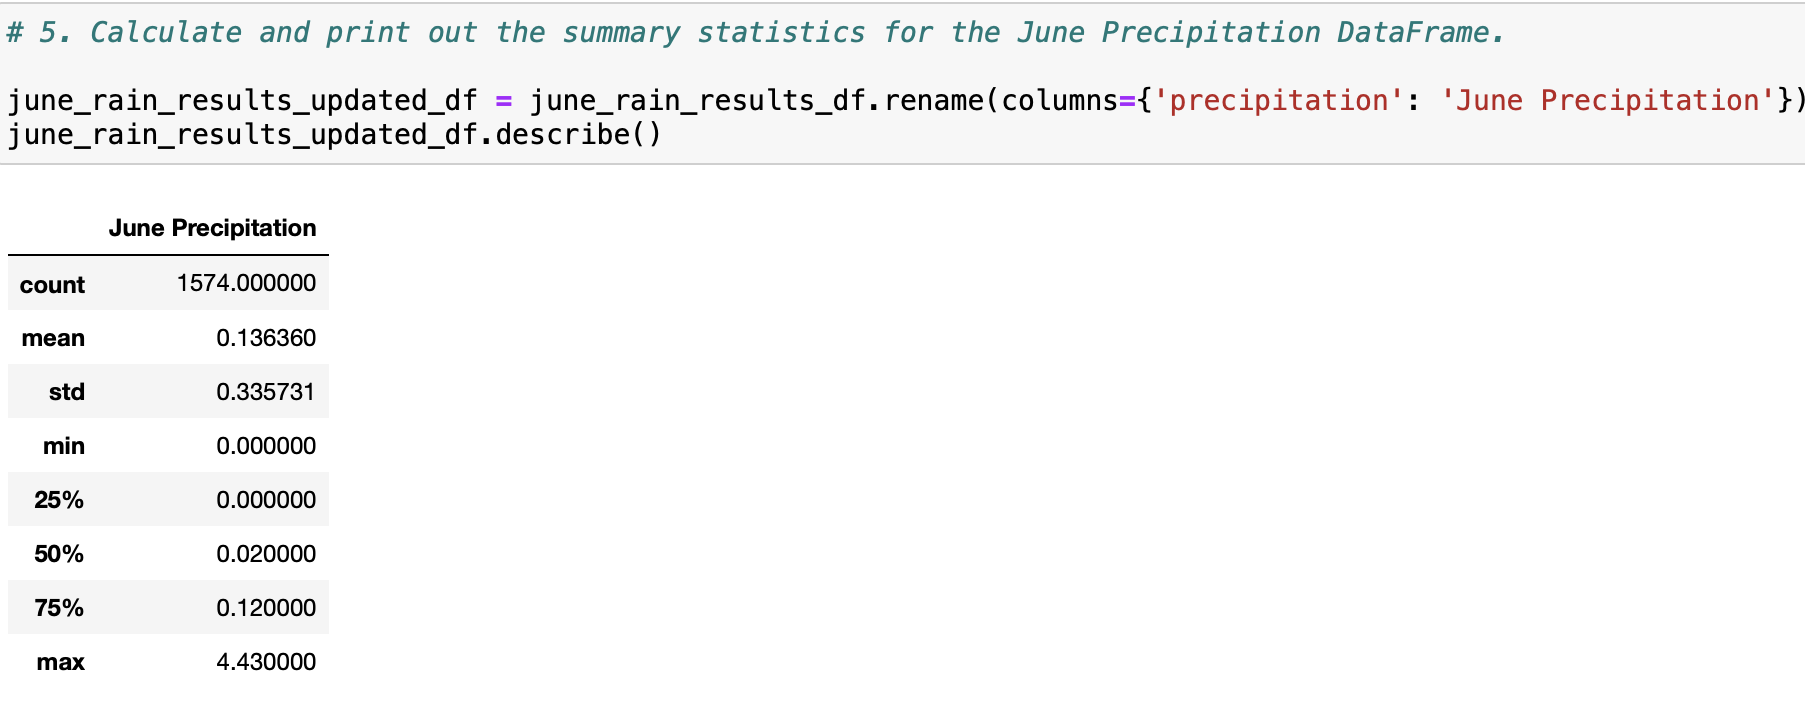 # 5. Calculate and print out the summary statistics for the June Precipitation DataFrame.
june_rain_results_updated_df = june_rain_results_df.rename(columns={'precipitation': 'June Precipitation'})
june_rain_results_updated_df.describe()
June Precipitation
count 1574.000000
mean 0.136360
std 0.335731
min 0.000000
25% 0.000000
50% 0.020000
75% 0.120000
max 4.430000